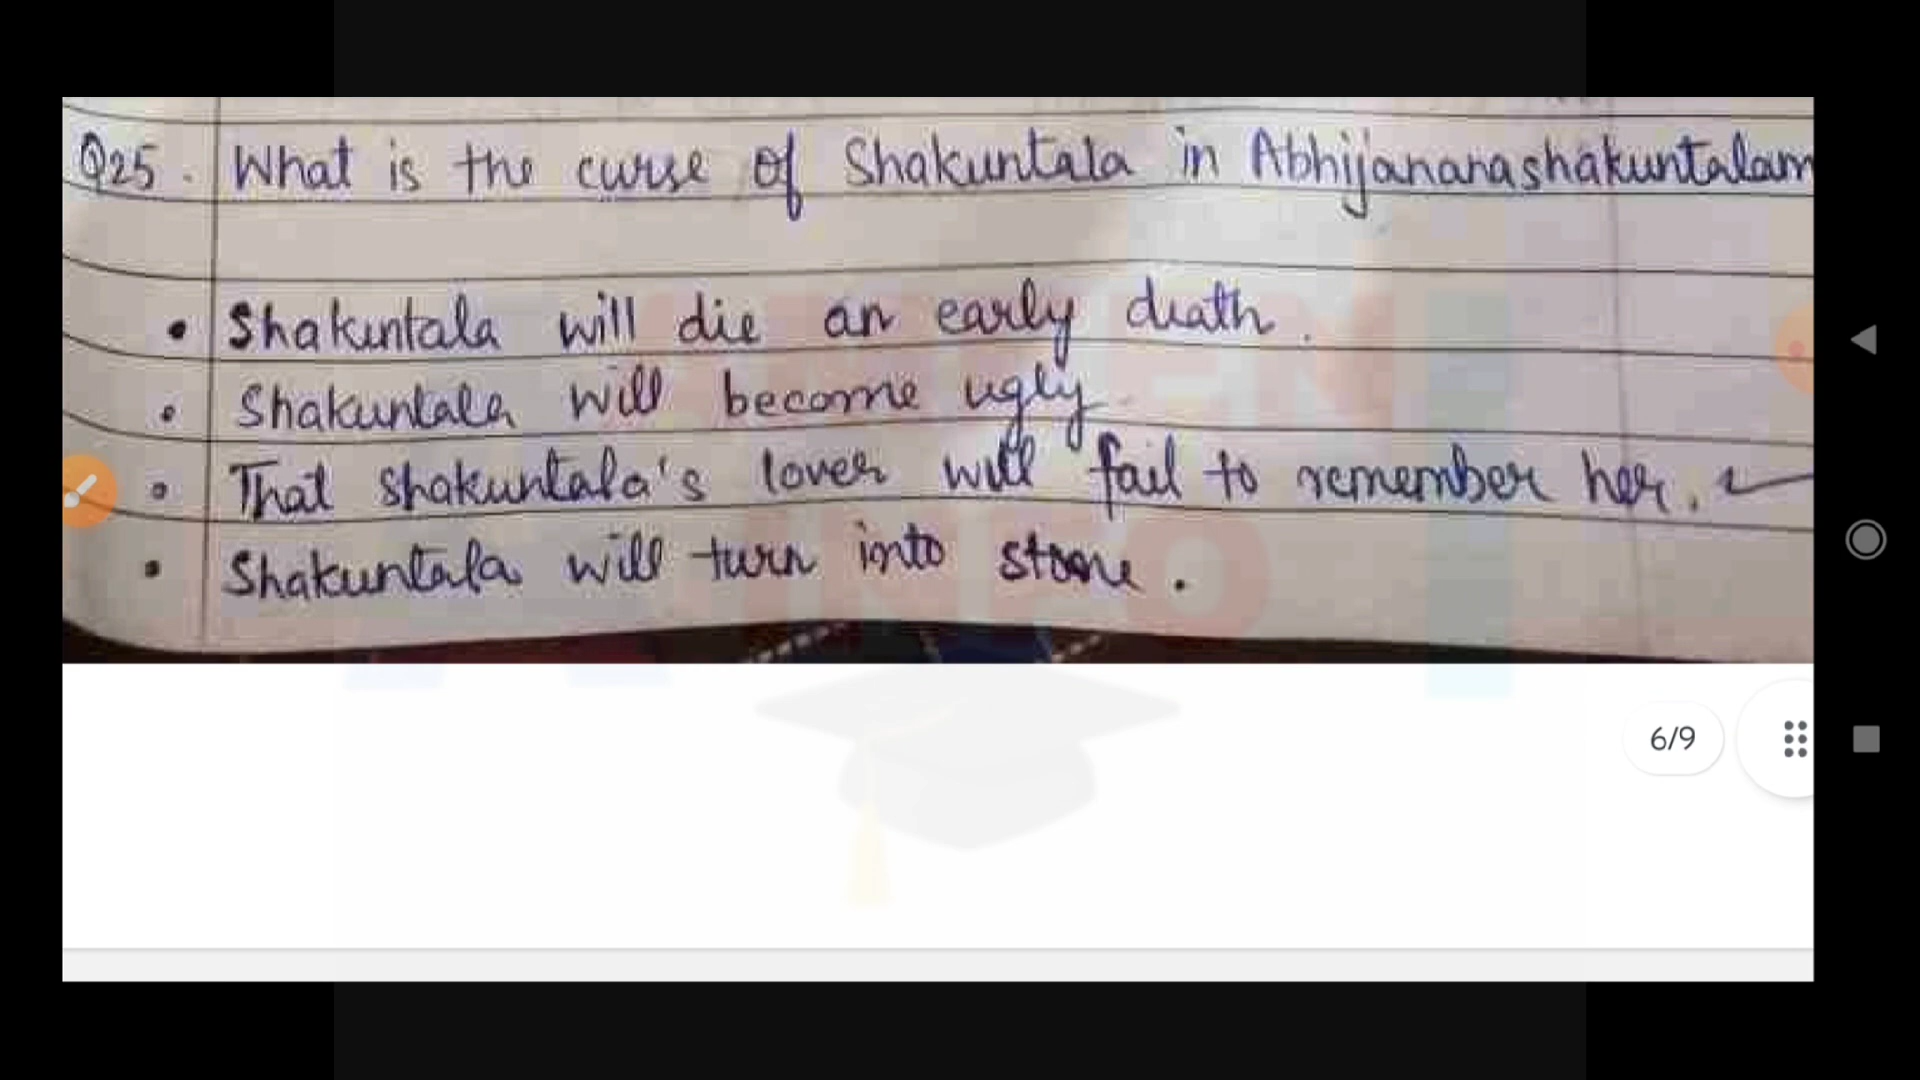 Q25. What is the curse of Shakuntala in Abhijananashakuntalam
• Shakuntala will die an early death.
• Shakuntala will become ugly.
• That shakuntala's lover will fail to remember her.
• Shakuntala will turn into stone.
6/9